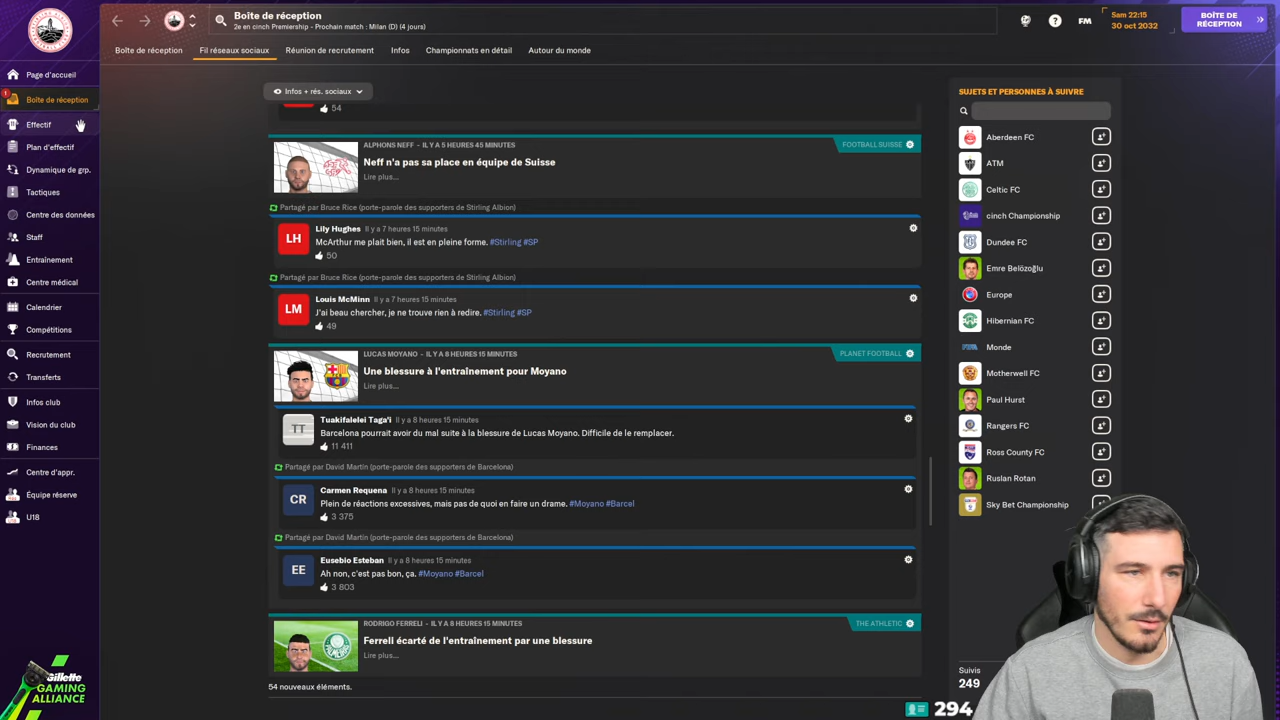 Boîte de réception
2e en cinch Premiership - Prochain match : Milan (D) (4 jours)
FM
Sam 22:15
30 oct 2032
BOÎTE DE
RÉCEPTION
Boîte de réception
Fil réseaux sociaux
Réunion de recrutement
Infos
Championnats en détail
Autour du monde
Page d'accueil
1
Boîte de réception
Effectif
Plan d'effectif
Dynamique de grp.
Tactiques
Centre des données
Staff
Entraînement
Centre médical
Calendrier
Compétitions
Recrutement
Transferts
Infos club
Vision du club
Finances
Centre d'appr.
Équipe réserve
U18
Gillette
GAMING
ALLIANCE
Infos + rés. sociaux
54
ALPHONS NEFF - IL Y A 5 HEURES 45 MINUTES
FOOTBALL SUISSE
Neff n'a pas sa place en équipe de Suisse
Lire plus...
Partagé par Bruce Rice (porte-parole des supporters de Stirling Albion)
LH
Lily Hughes Il y a 7 heures 15 minutes
McArthur me plait bien, il est en pleine forme. #Stirling #SP
50
Partagé par Bruce Rice (porte-parole des supporters de Stirling Albion)
LM
Louis McMinn Il y a 7 heures 15 minutes
J'ai beau chercher, je ne trouve rien à redire. #Stirling #SP
49
LUCAS MOYANO - IL Y A 8 HEURES 15 MINUTES
PLANET FOOTBALL
Une blessure à l'entraînement pour Moyano
Lire plus...
TT
Tuakifalelei Taga'i Il y a 8 heures 15 minutes
Barcelona pourrait avoir du mal suite à la blessure de Lucas Moyano. Difficile de le remplacer.
11 411
Partagé par David Martín (porte-parole des supporters de Barcelona)
CR
Carmen Requena Il y a 8 heures 15 minutes
Plein de réactions excessives, mais pas de quoi en faire un drame. #Moyano #Barcel
3 375
Partagé par David Martín (porte-parole des supporters de Barcelona)
EE
Eusebio Esteban Il y a 8 heures 15 minutes
Ah non, c'est pas bon, ça. #Moyano #Barcel
3 803
RODRIGO FERRELI - IL Y A 8 HEURES 15 MINUTES
THE ATHLETIC
Ferreli écarté de l'entraînement par une blessure
Lire plus...
54 nouveaux éléments.
SUJETS ET PERSONNES À SUIVRE
Aberdeen FC
ATM
Celtic FC
cinch Championship
Dundee FC
Emre Belözoğlu
Europe
Hibernian FC
Monde
Motherwell FC
Paul Hurst
Rangers FC
Ross County FC
Ruslan Rotan
Sky Bet Championship
Suivis
249
294